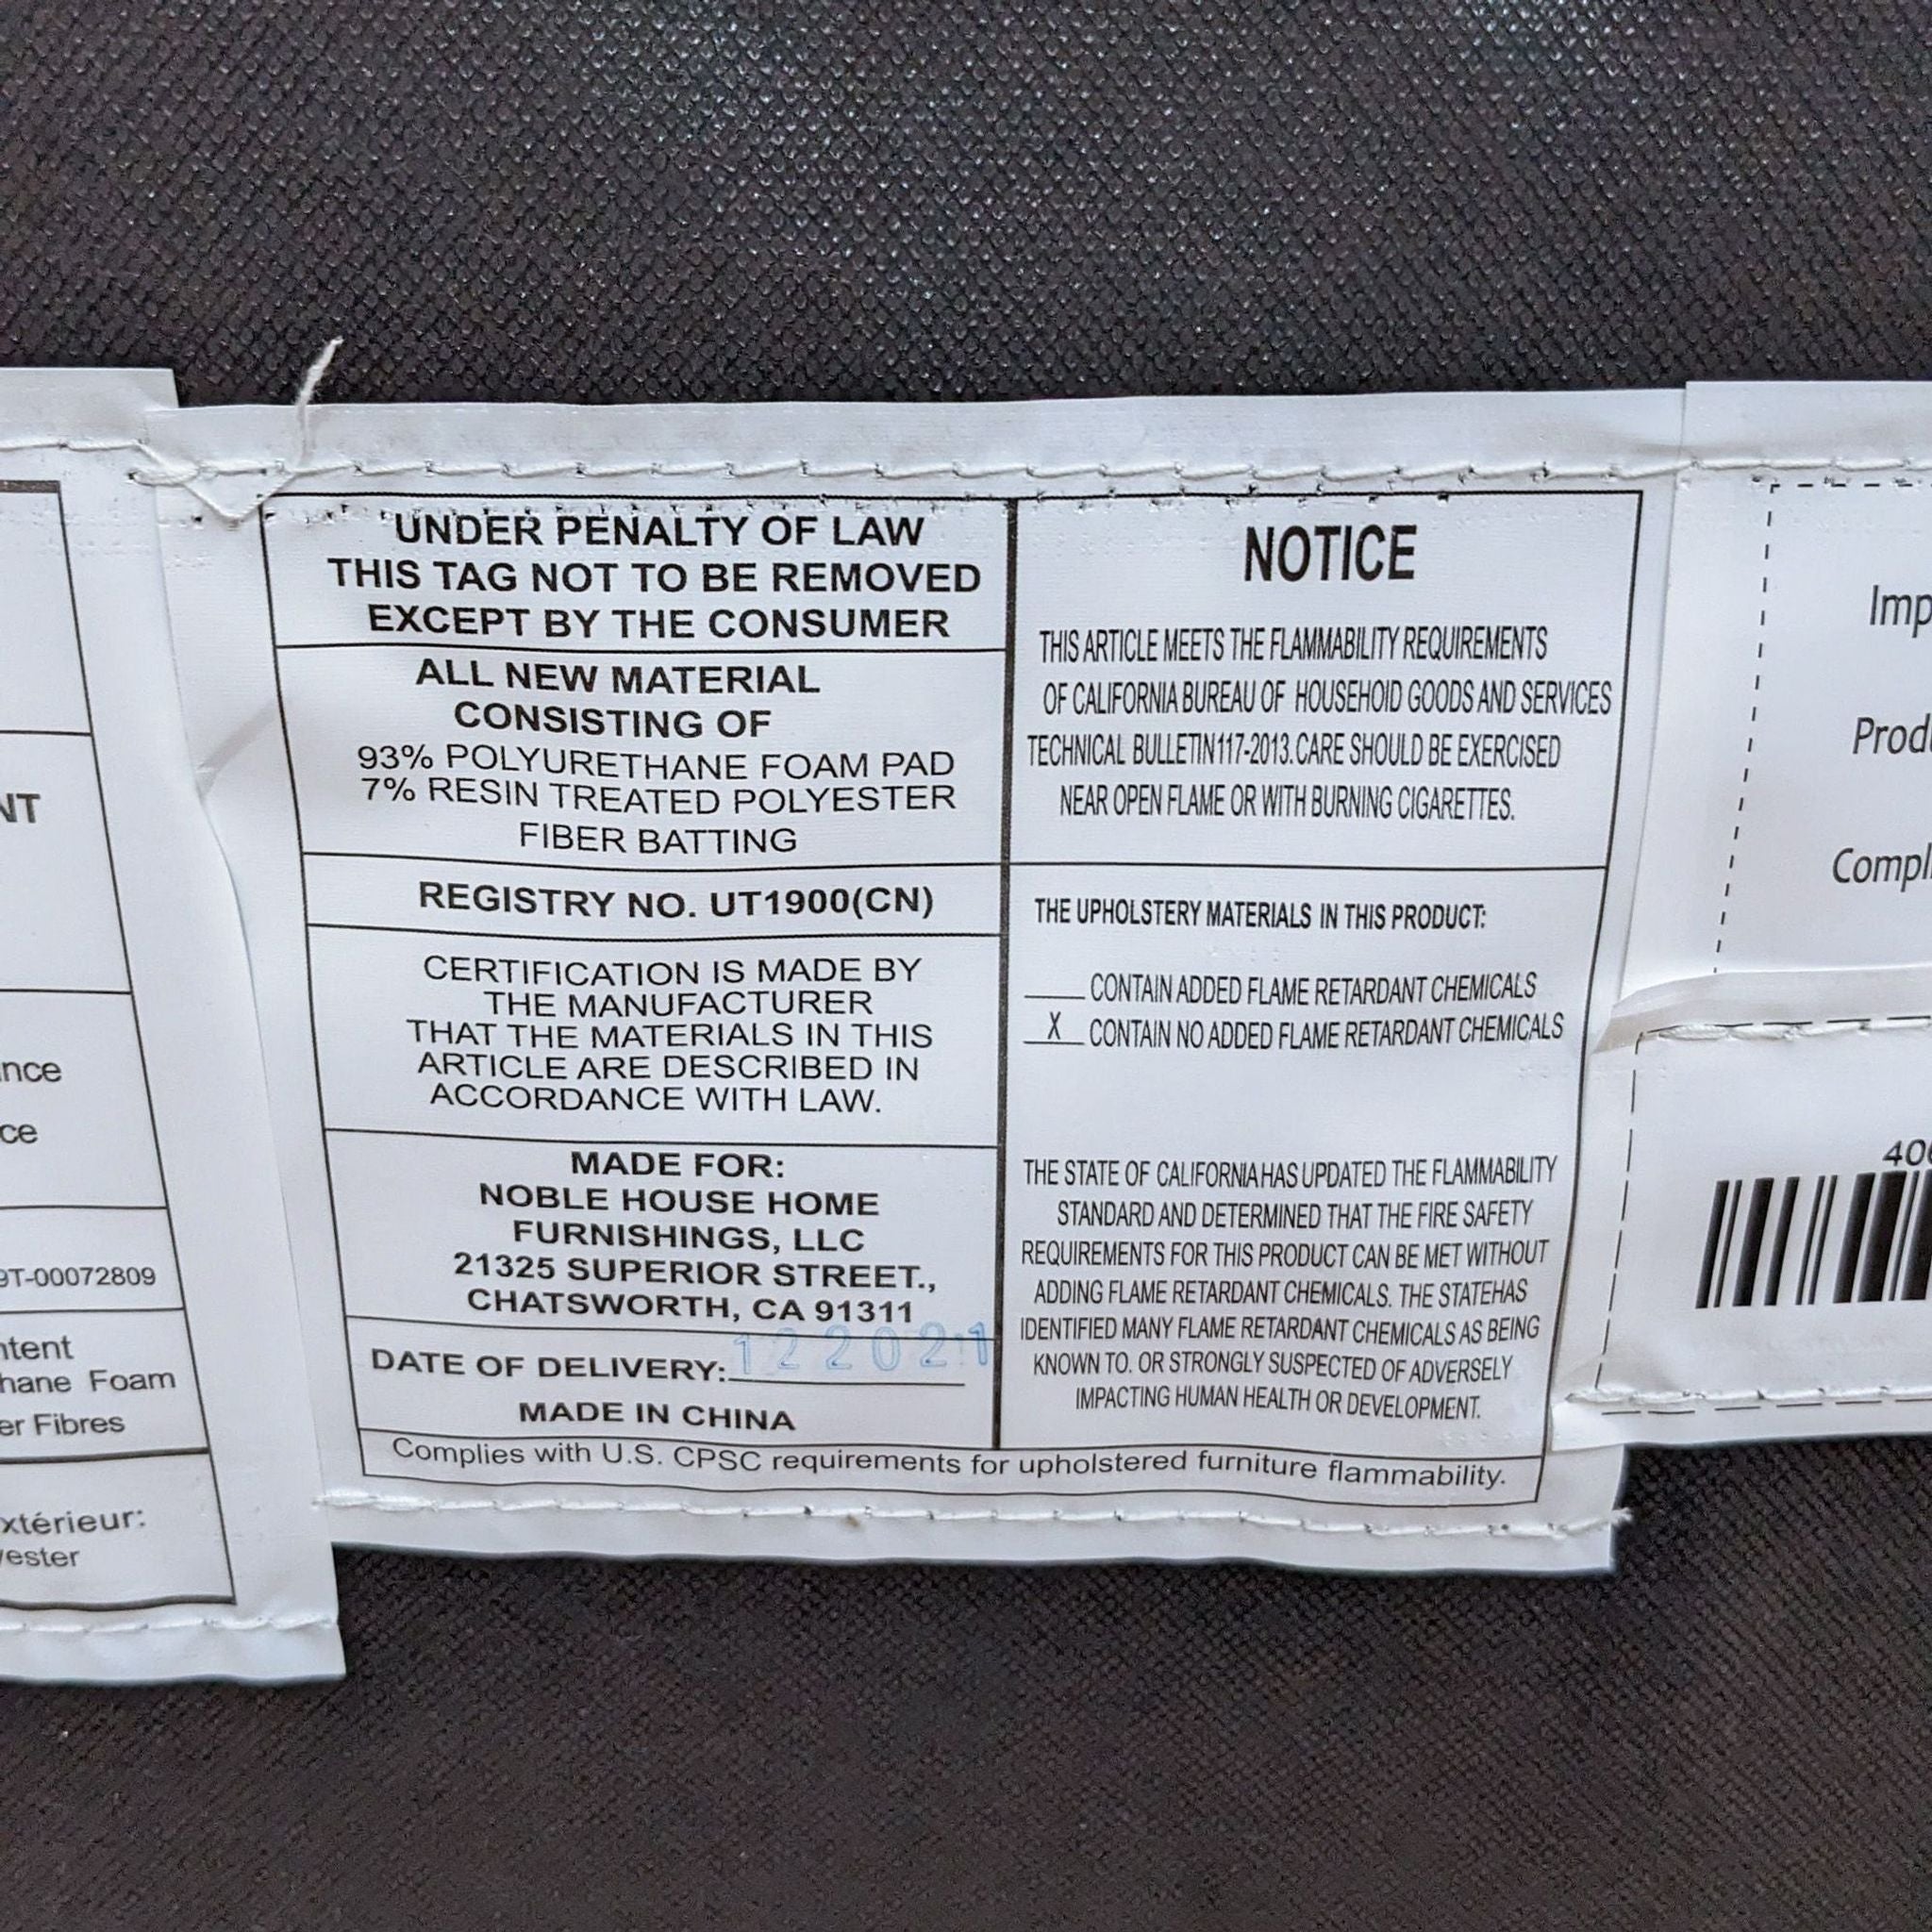 NT
nce
ce
9T-00072809
ntent
hane Foam
er Fibres
xtérieur:
yester
UNDER PENALTY OF LAW
THIS TAG NOT TO BE REMOVED
EXCEPT BY THE CONSUMER
ALL NEW MATERIAL
CONSISTING OF
93% POLYURETHANE FOAM PAD
7% RESIN TREATED POLYESTER
FIBER BATTING
REGISTRY NO. UT1900(CN)
CERTIFICATION IS MADE BY
THE MANUFACTURER
THAT THE MATERIALS IN THIS
ARTICLE ARE DESCRIBED IN
ACCORDANCE WITH LAW.
MADE FOR:
NOBLE HOUSE HOME
FURNISHINGS, LLC
21325 SUPERIOR STREET.,
CHATSWORTH, CA 91311
DATE OF DELIVERY: 122021
MADE IN CHINA
NOTICE
THIS ARTICLE MEETS THE FLAMMABILITY REQUIREMENTS
OF CALIFORNIA BUREAU OF HOUSEHOID GOODS AND SERVICES
TECHNICAL BULLETIN117-2013.CARE SHOULD BE EXERCISED
NEAR OPEN FLAME OR WITH BURNING CIGARETTES.
THE UPHOLSTERY MATERIALS IN THIS PRODUCT:
____ CONTAIN ADDED FLAME RETARDANT CHEMICALS
X CONTAIN NO ADDED FLAME RETARDANT CHEMICALS
THE STATE OF CALIFORNIAHAS UPDATED THE FLAMMABILITY
STANDARD AND DETERMINED THAT THE FIRE SAFETY
REQUIREMENTS FOR THIS PRODUCT CAN BE MET WITHOUT
ADDING FLAME RETARDANT CHEMICALS. THE STATEHAS
IDENTIFIED MANY FLAME RETARDANT CHEMICALS AS BEING
KNOWN TO. OR STRONGLY SUSPECTED OF ADVERSELY
IMPACTING HUMAN HEALTH OR DEVELOPMENT.
Complies with U.S. CPSC requirements for upholstered furniture flammability.
Imp
Prod
Compl
40